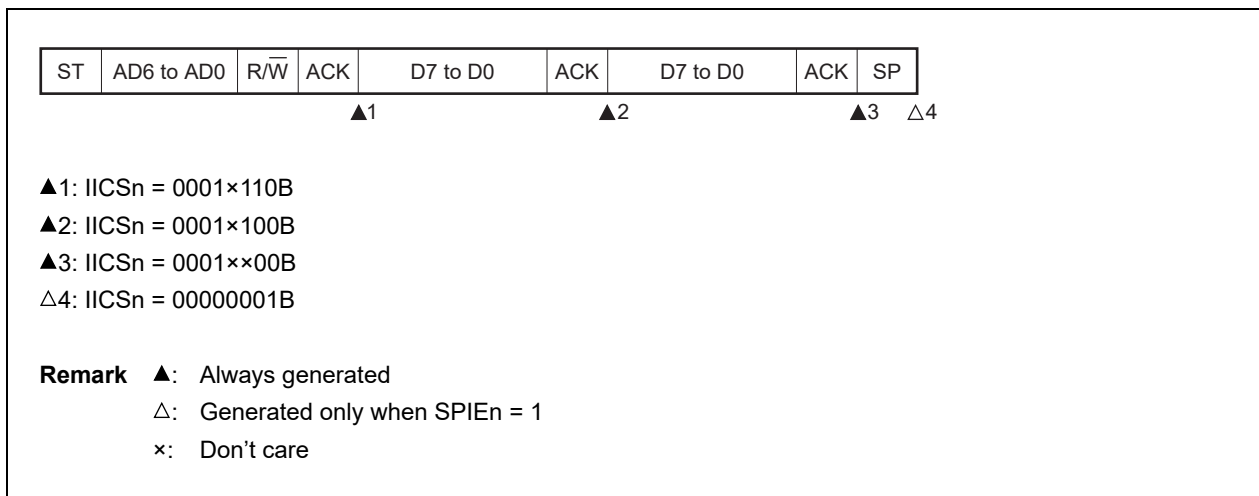 ST AD6 to AD0 R/W̅ ACK D7 to D0 ACK D7 to D0 ACK SP
▲1 ▲2 ▲3 △4
▲1: IICSn = 0001×110B
▲2: IICSn = 0001×100B
▲3: IICSn = 0001××00B
△4: IICSn = 00000001B
Remark ▲: Always generated
△: Generated only when SPIEn = 1
×: Don't care